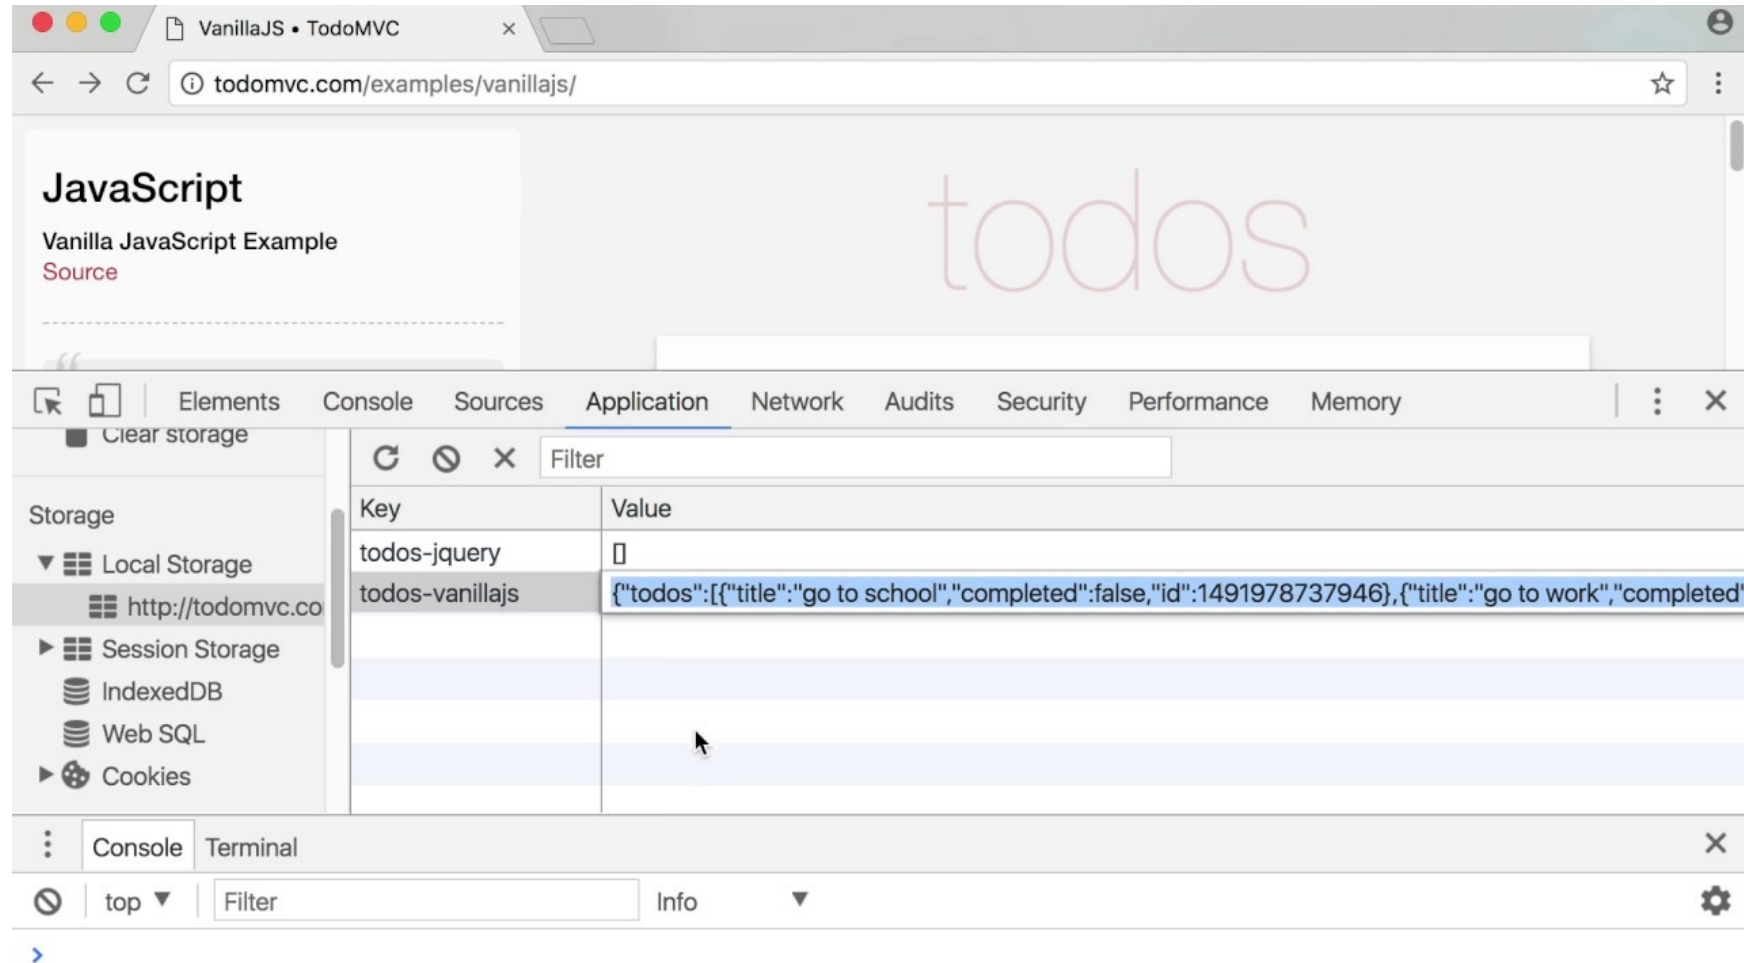 VanillaJS • TodoMVC
todomvc.com/examples/vanillajs/
JavaScript
Vanilla JavaScript Example
Source
“
todos
Elements Console Sources Application Network Audits Security Performance Memory
Clear storage
Filter
Storage
Key Value
todos-jquery []
Local Storage
todos-vanillajs {"todos":[{"title":"go to school","completed":false,"id":1491978737946},{"title":"go to work","completed"
http://todomvc.co
Session Storage
IndexedDB
Web SQL
Cookies
Console Terminal
top Filter Info